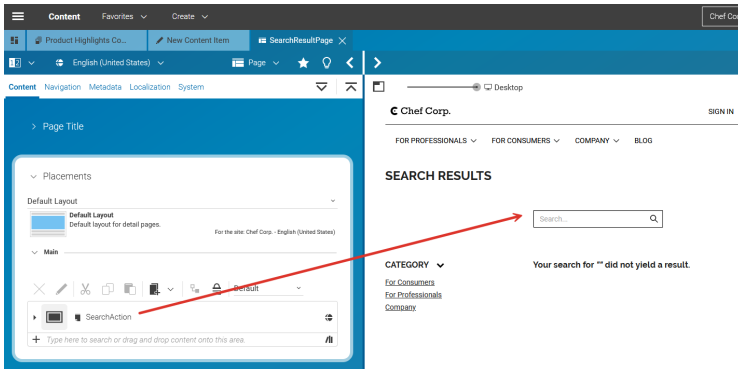 Content Favorites Create Chef Cor
Product Highlights Co... New Content Item SearchResultPage
English (United States) Page
Content Navigation Metadata Localization System
Desktop
Page Title
Chef Corp. SIGN IN
FOR PROFESSIONALS FOR CONSUMERS COMPANY BLOG
Placements
SEARCH RESULTS
Default Layout
Default Layout
Default layout for detail pages.
For the site: Chef Corp. - English (United States)
Search...
Main
CATEGORY
Your search for "" did not yield a result.
For Consumers
For Professionals
Company
Default
SearchAction
Type here to search or drag and drop content onto this area.